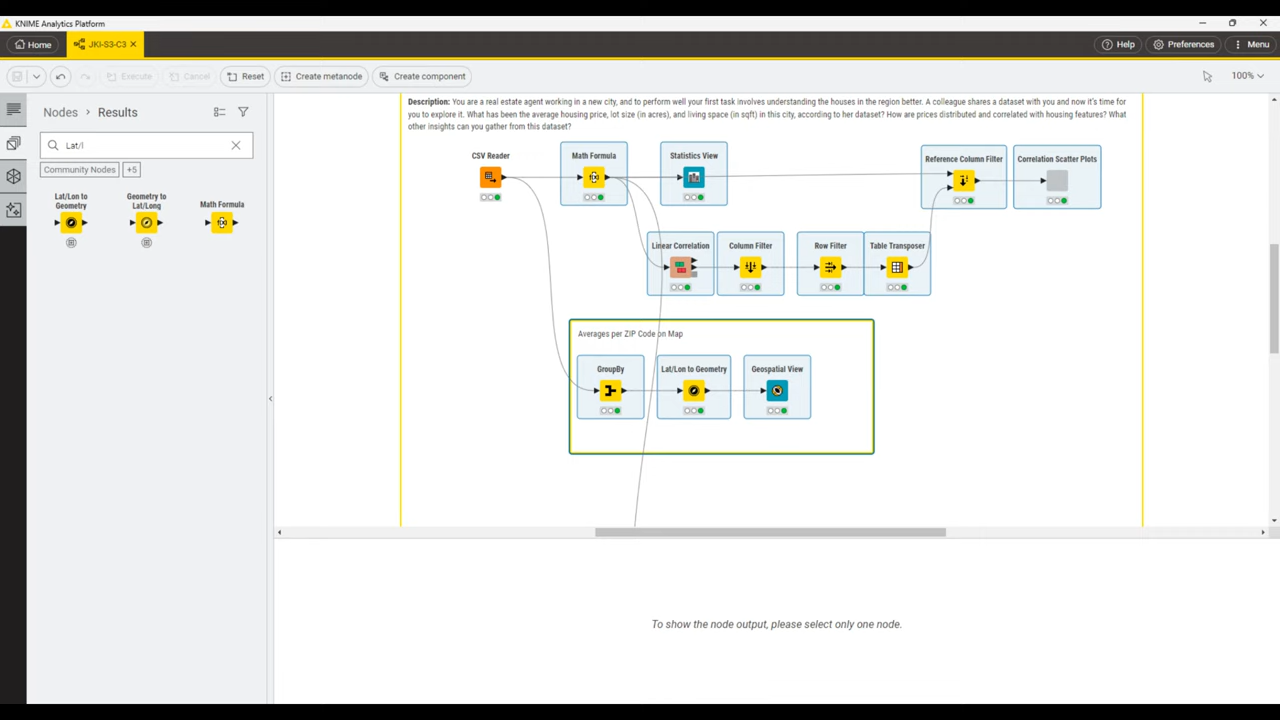 KNIME Analytics Platform
Home
JKI-S3-C3
Help
Preferences
Menu
Execute
Cancel
Reset
Create metanode
Create component
100%
Nodes
Results
Lat/l
Community Nodes
+5
Lat/Lon to Geometry
Geometry to Lat/Long
Math Formula
Description: You are a real estate agent working in a new city, and to perform well your first task involves understanding the houses in the region better. A colleague shares a dataset with you and now it's time for
you to explore it. What has been the average housing price, lot size (in acres), and living space (in sqft) in this city, according to her dataset? How are prices distributed and correlated with housing features? What
other insights can you gather from this dataset?
CSV Reader
Math Formula
Statistics View
Reference Column Filter
Correlation Scatter Plots
Linear Correlation
Column Filter
Row Filter
Table Transposer
Averages per ZIP Code on Map
GroupBy
Lat/Lon to Geometry
Geospatial View
To show the node output, please select only one node.